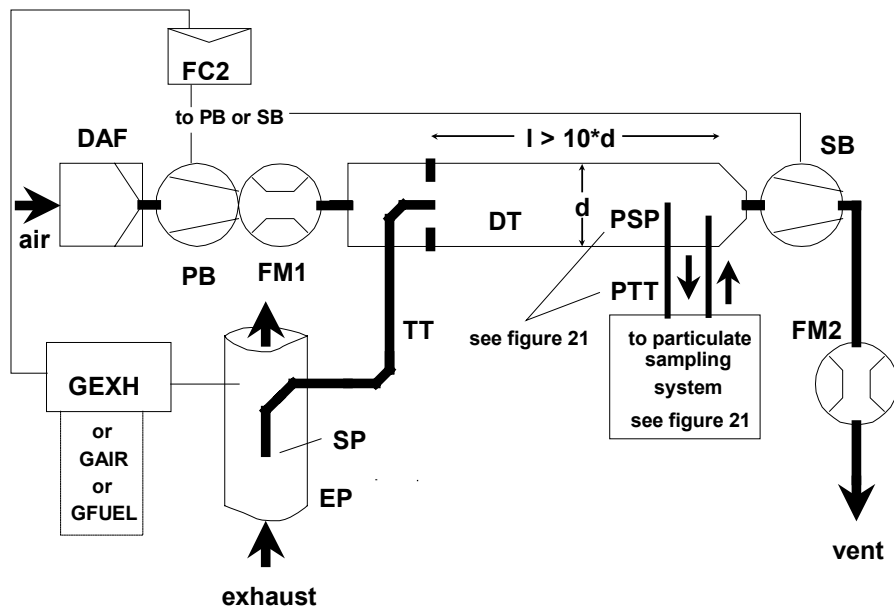 FC2
to PB or SB
DAF
l > 10*d
SB
air
d
DT
PSP
PB
FM1
PTT
TT
see figure 21
FM2
to particulate
sampling
system
see figure 21
GEXH
or
GAIR
or
GFUEL
SP
EP
vent
exhaust